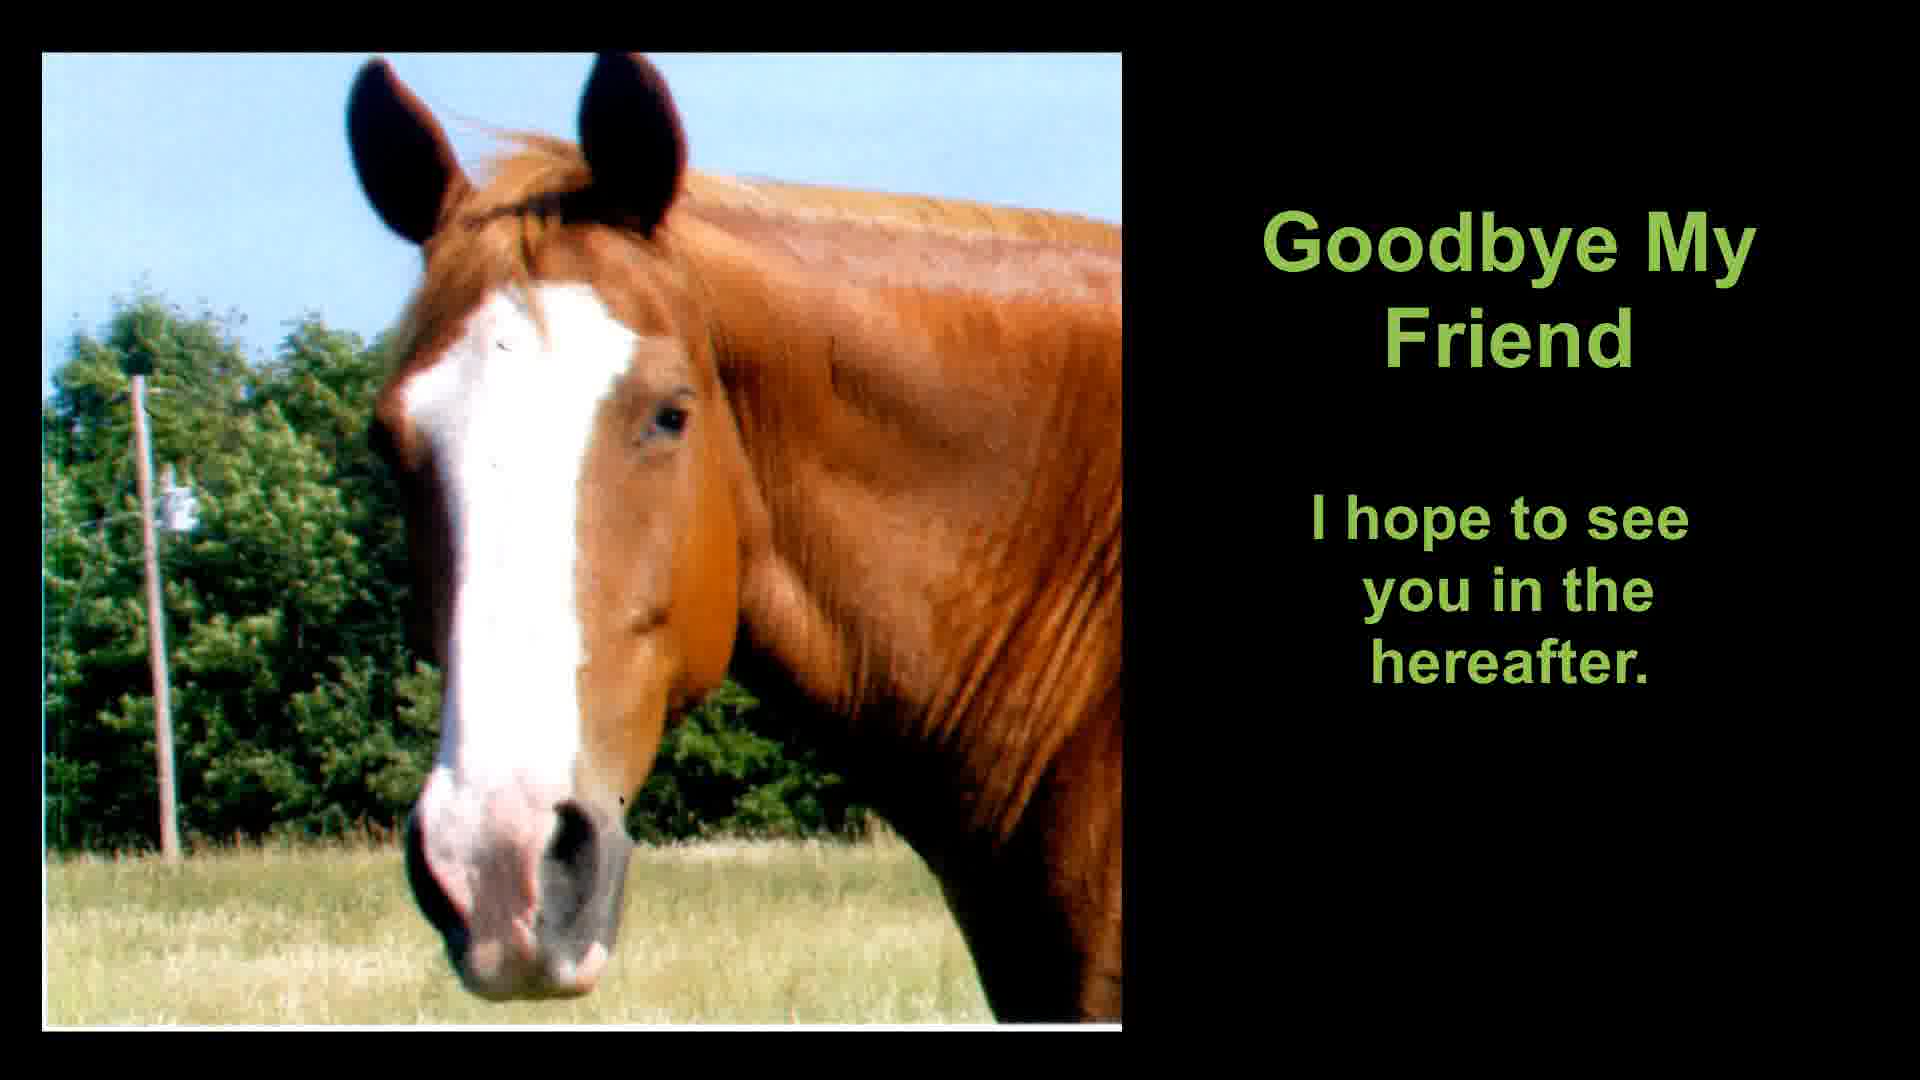 Goodbye My
Friend
I hope to see
you in the
hereafter.